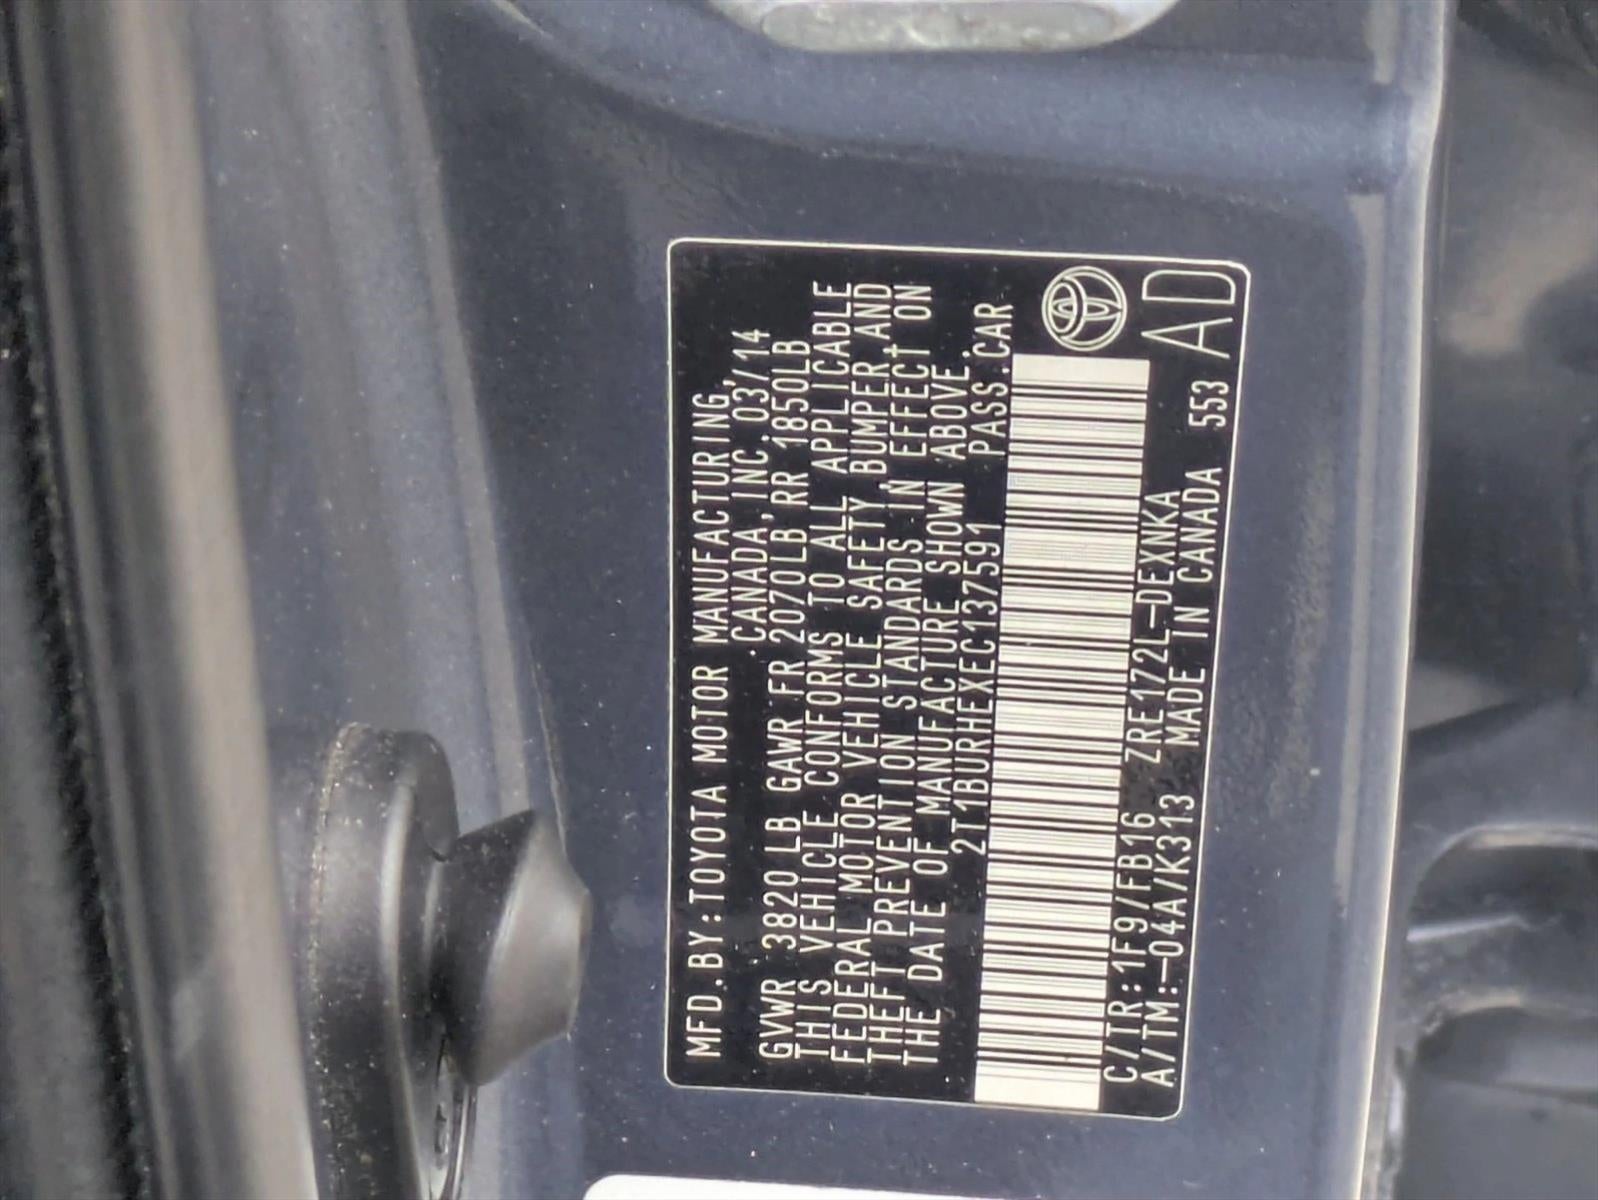 MFD.BY:TOYOTA MOTOR MANUFACTURING,
CANADA,INC.03/14
GVWR 3820 LB GAWR FR 2070LB RR 1850LB
THIS VEHICLE CONFORMS TO ALL APPLICABLE
FEDERAL MOTOR VEHICLE SAFETY,BUMPER,AND
THEFT PREVENTION STANDARDS IN EFFECT ON
THE DATE OF MANUFACTURE SHOWN ABOVE.
2T1BURHEXEC137591 PASS.CAR
C/TR:1F9/FB16 ZRE172L-DEXNKA
A/TM:-04A/K313 MADE IN CANADA 553 AD